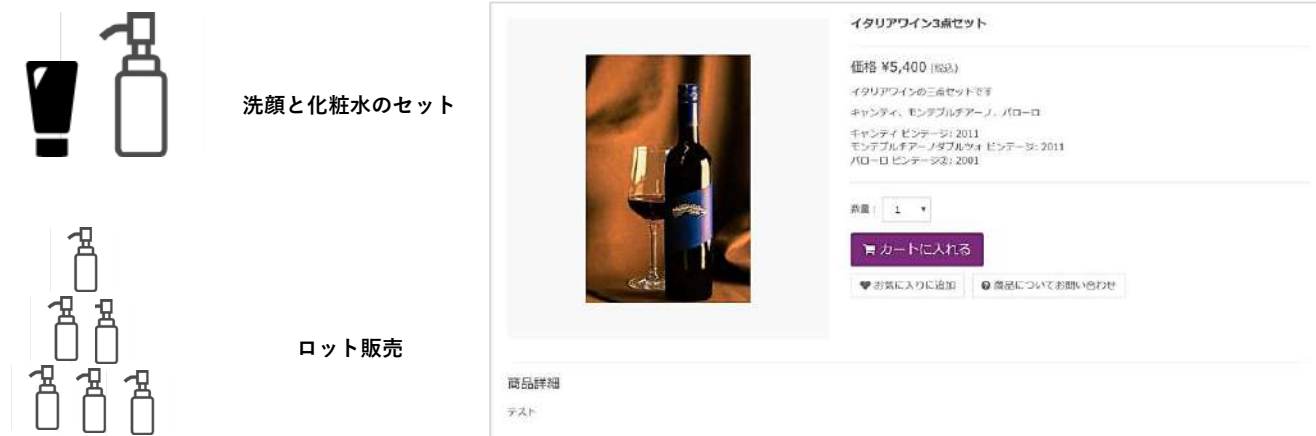 洗顔と化粧水のセット
ロット販売
イタリアワイン3点セット
価格 ¥5,400 (税込)
イタリアワインの三点セットです
キャンティ、モンテプルチアーノ、バローロ
キャンティ ビンテージ: 2011
モンテプルチアーノダブルツォ ビンテージ: 2011
バローロ ビンテージ②: 2001
数量 : 1
カートに入れる
お気に入りに追加 商品についてお問い合わせ
商品詳細
テスト